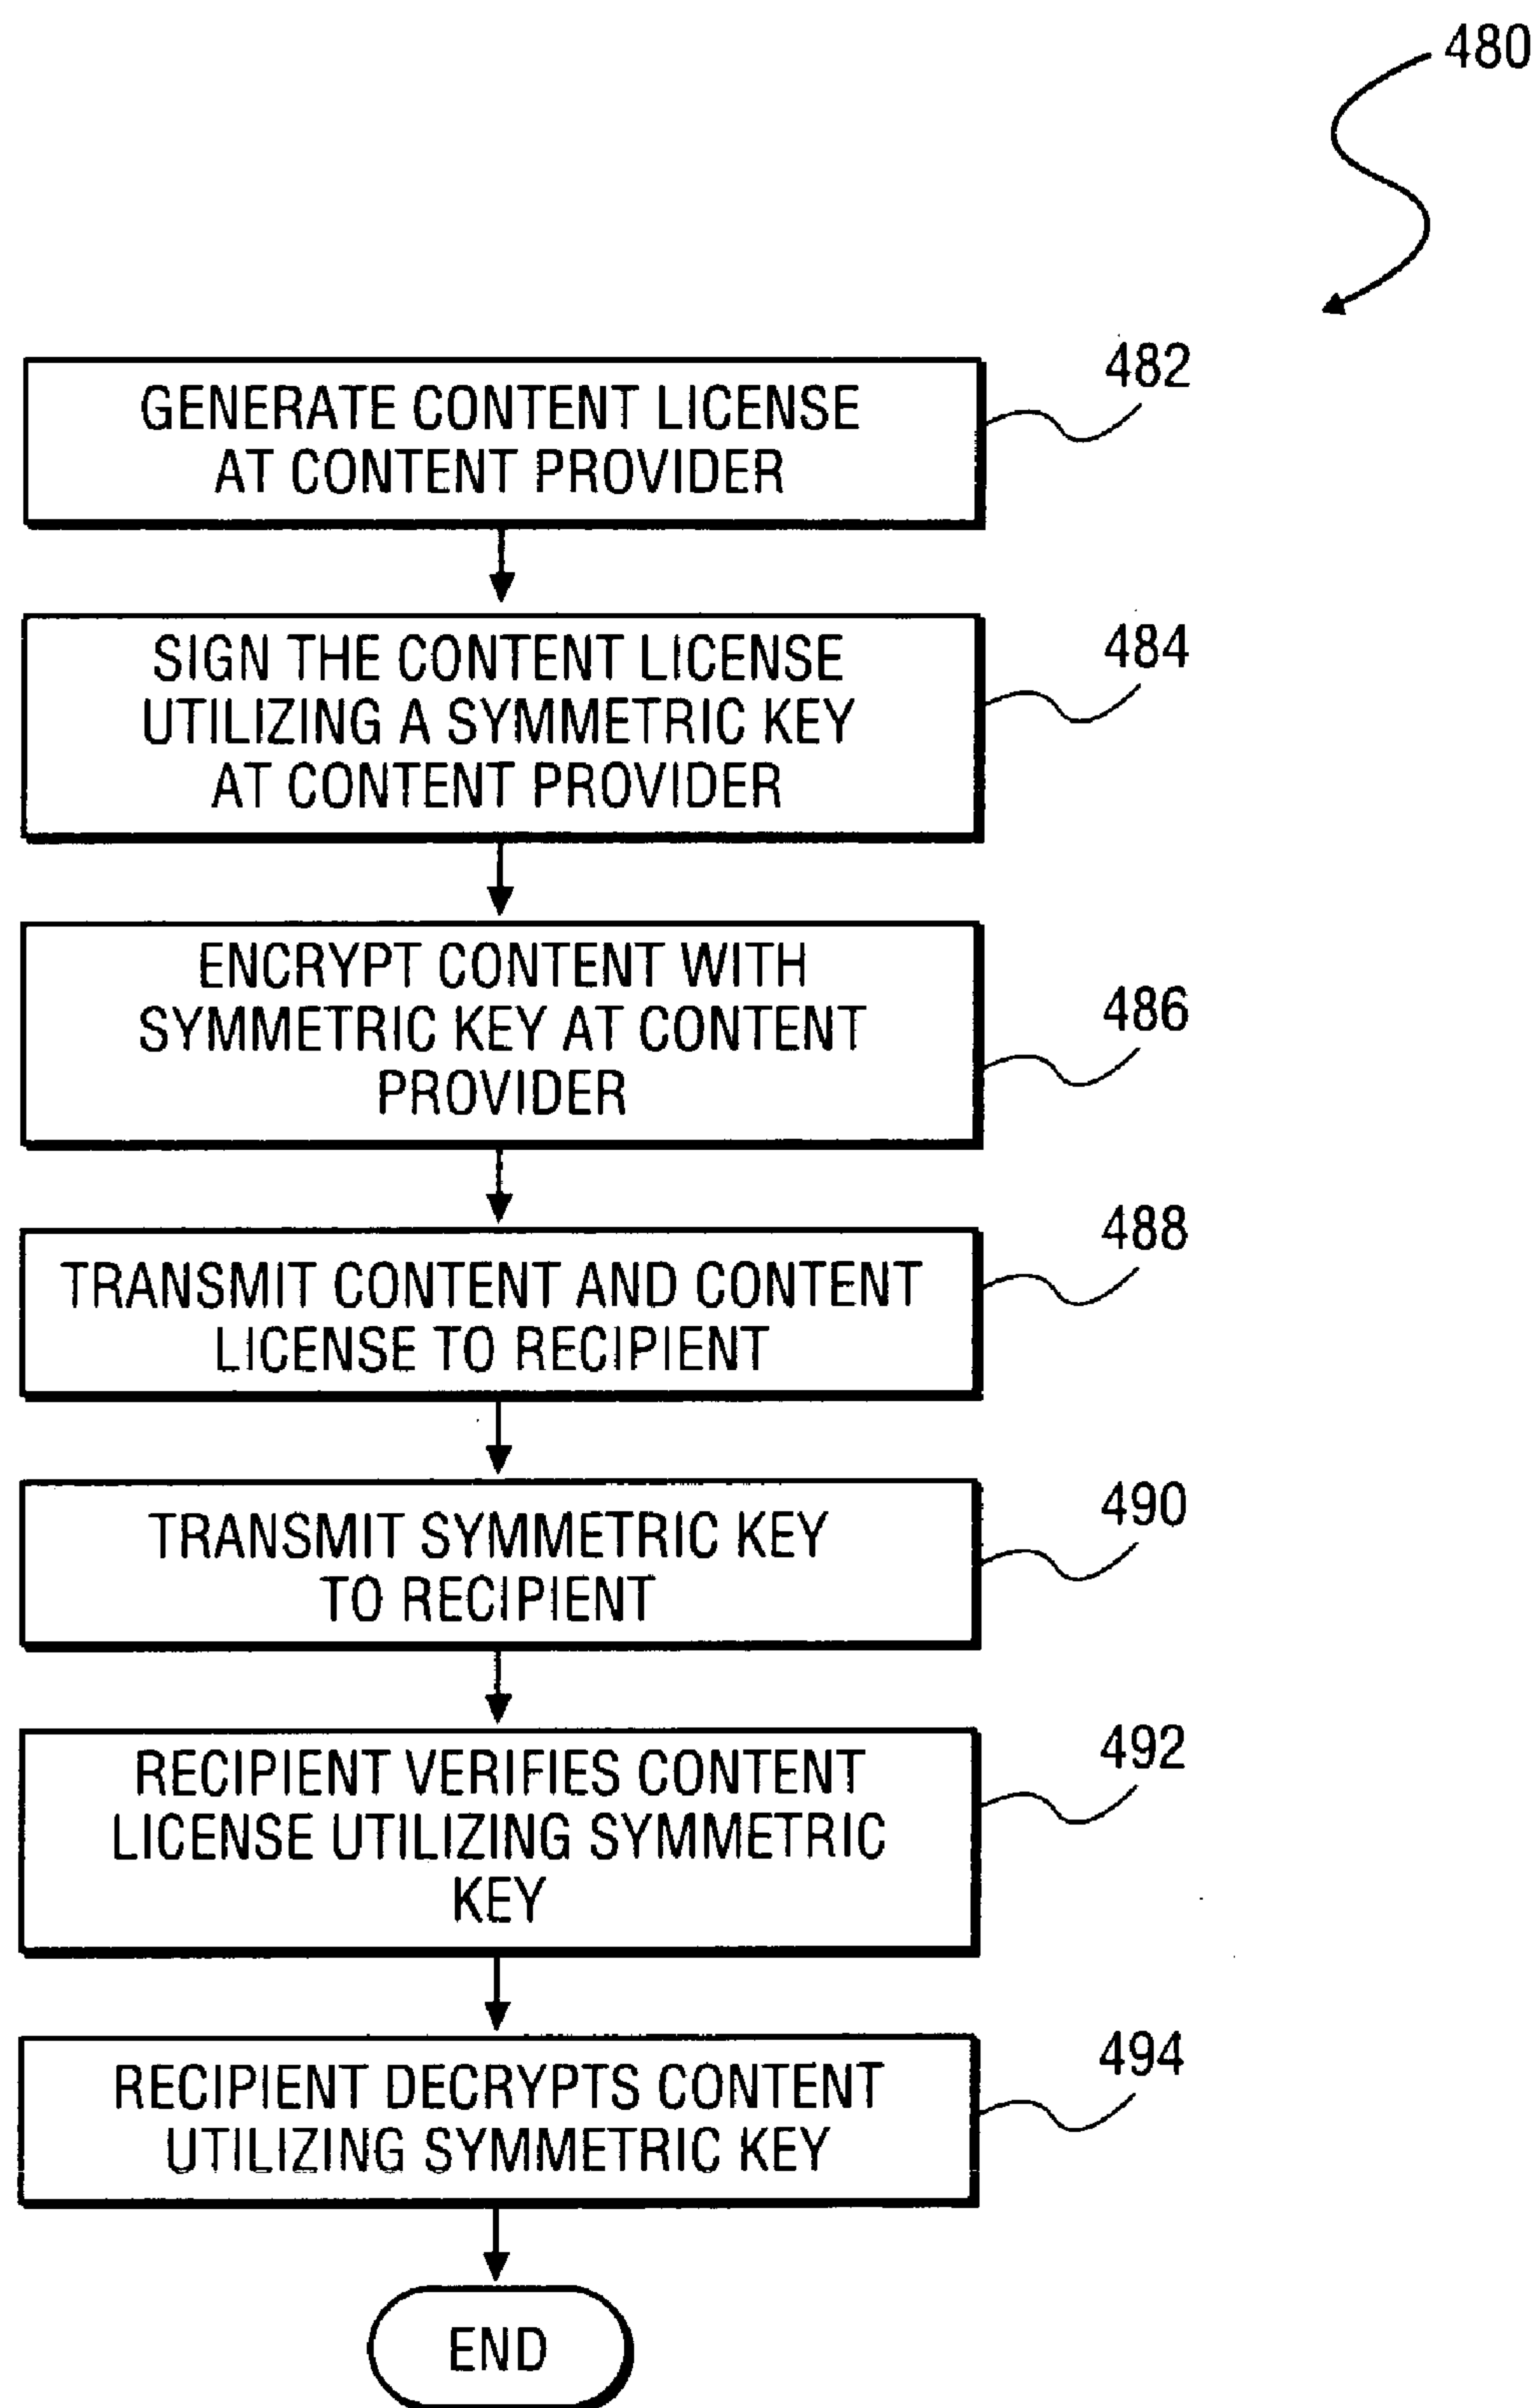 480
GENERATE CONTENT LICENSE
AT CONTENT PROVIDER
482
SIGN THE CONTENT LICENSE
UTILIZING A SYMMETRIC KEY
AT CONTENT PROVIDER
484
ENCRYPT CONTENT WITH
SYMMETRIC KEY AT CONTENT
PROVIDER
486
TRANSMIT CONTENT AND CONTENT
LICENSE TO RECIPIENT
488
TRANSMIT SYMMETRIC KEY
TO RECIPIENT
490
RECIPIENT VERIFIES CONTENT
LICENSE UTILIZING SYMMETRIC
KEY
492
RECIPIENT DECRYPTS CONTENT
UTILIZING SYMMETRIC KEY
494
END